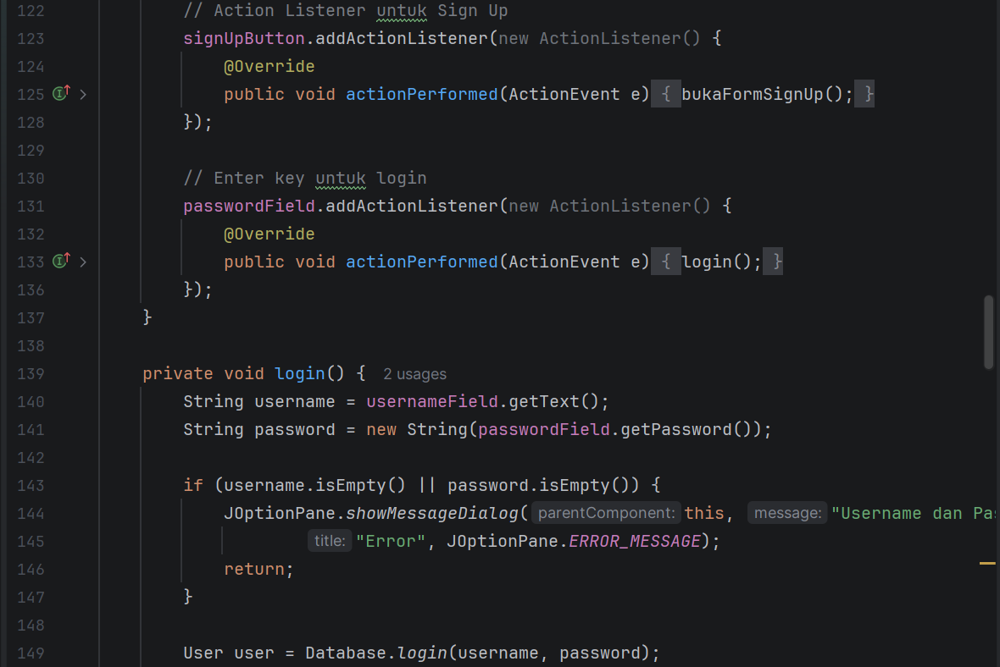 122 // Action Listener untuk Sign Up
123 signUpButton.addActionListener(new ActionListener() {
124 @Override
125 public void actionPerformed(ActionEvent e) { bukaFormSignUp(); }
128 });
129
130 // Enter key untuk login
131 passwordField.addActionListener(new ActionListener() {
132 @Override
133 public void actionPerformed(ActionEvent e) { login(); }
136 });
137 }
138
139 private void login() { 2 usages
140 String username = usernameField.getText();
141 String password = new String(passwordField.getPassword());
142
143 if (username.isEmpty() || password.isEmpty()) {
144 JOptionPane.showMessageDialog( parentComponent: this, message: "Username dan Pa
145 title: "Error", JOptionPane.ERROR_MESSAGE);
146 return;
147 }
148
149 User user = Database.login(username, password);